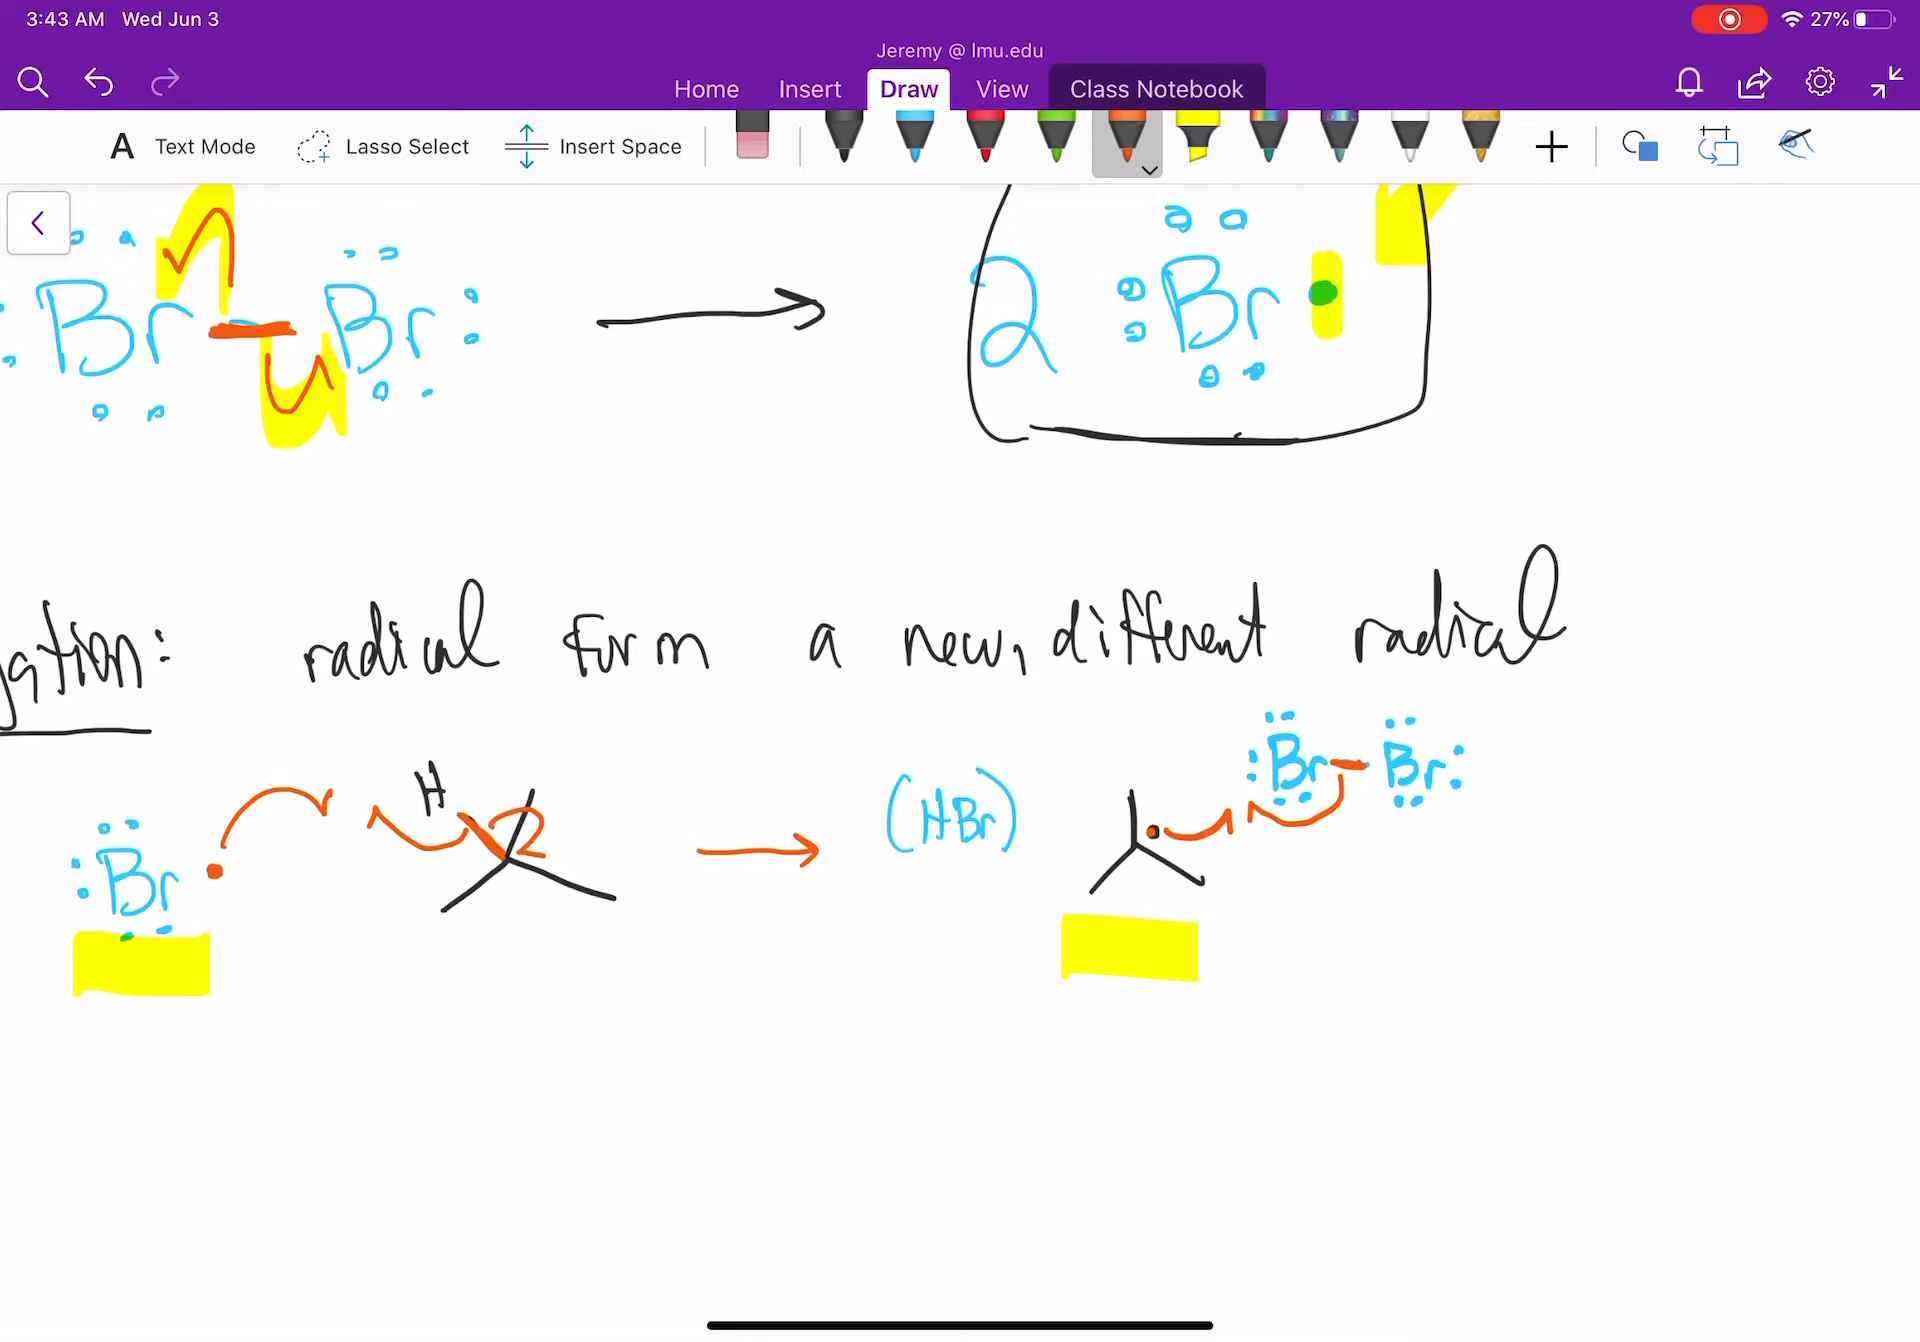 3:43 AM Wed Jun 3
27%
Jeremy @ lmu.edu
Home Insert Draw View Class Notebook
A Text Mode Lasso Select Insert Space
Br - Br 2 Br
gation: radical form a new, different radical
Br - Br
H (HBr)
Br